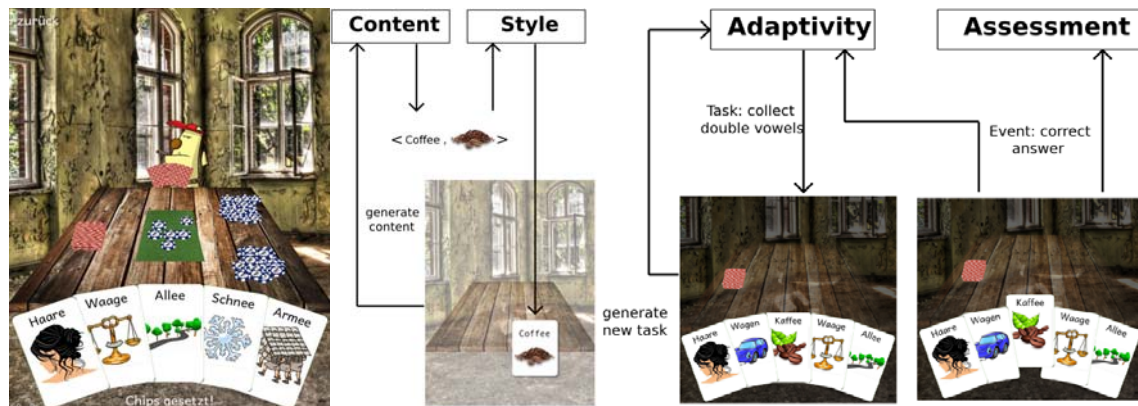 zurück
Haare
Waage
Allee
Schnee
Armee
Chips gesetzt!
Content
Style
< Coffee , >
generate
content
Coffee
Adaptivity
Assessment
Task: collect
double vowels
Event: correct
answer
generate
new task
Haare
Wagen
Kaffee
Waage
Allee
Haare
Wagen
Kaffee
Waage
Allee